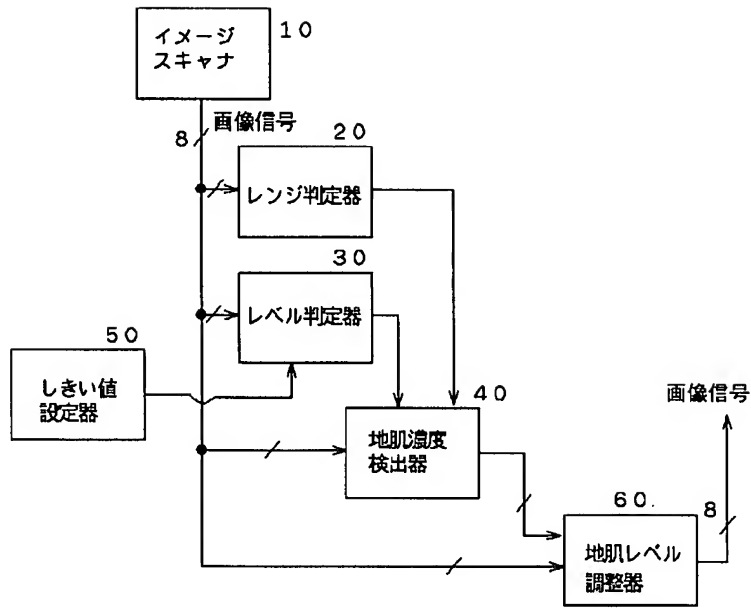 イメージ
スキャナ
10
8
画像信号
20
レンジ判定器
30
レベル判定器
50
しきい値
設定器
40
地肌濃度
検出器
画像信号
60.
8
地肌レベル
調整器